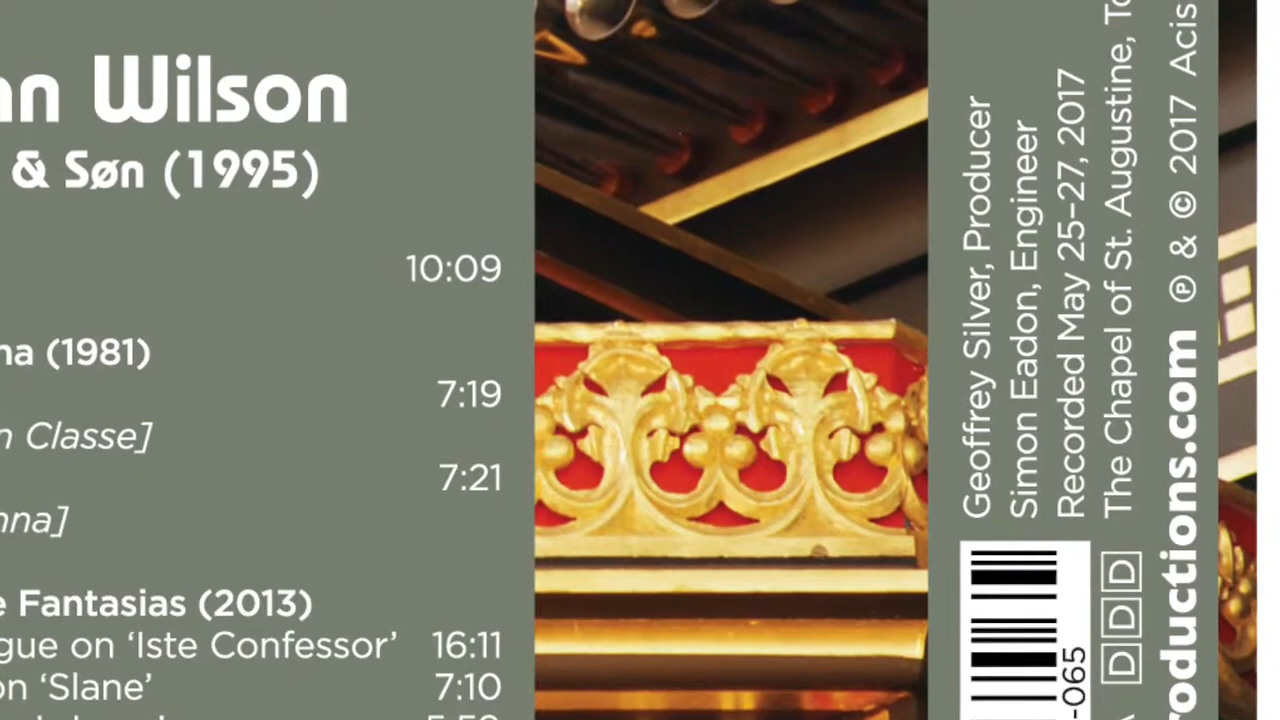 nn Wilson
& Søn (1995)
10:09
na (1981)
7:19
n Classe]
7:21
nna]
e Fantasias (2013)
gue on ‘Iste Confessor’ 16:11
on ‘Slane’ 7:10
Geoffrey Silver, Producer
Simon Eadon, Engineer
Recorded May 25–27, 2017
The Chapel of St. Augustine, To
DDD
-065
oductions.com ℗ & © 2017 Acis